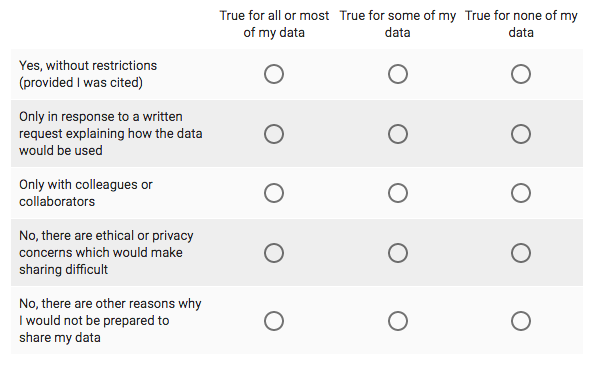 True for all or most True for some of my True for none of my
of my data data data
Yes, without restrictions
(provided I was cited)
Only in response to a written
request explaining how the data
would be used
Only with colleagues or
collaborators
No, there are ethical or privacy
concerns which would make
sharing difficult
No, there are other reasons why
I would not be prepared to
share my data